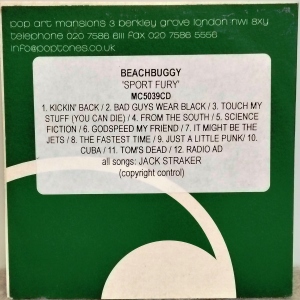 pop art mansions 3 berkley grove london nw1 8xy
telephone 020 7586 6111 fax 020 7586 5556
info@poptones.co.uk
BEACHBUGGY
'SPORT FURY'
MC5039CD
1. KICKIN' BACK / 2. BAD GUYS WEAR BLACK / 3. TOUCH MY
STUFF (YOU CAN DIE) / 4. FROM THE SOUTH / 5. SCIENCE
FICTION / 6. GODSPEED MY FRIEND / 7. IT MIGHT BE THE
JETS / 8. THE FASTEST TIME / 9. JUST A LITTLE PUNK/ 10.
CUBA / 11. TOM'S DEAD / 12. RADIO AD
all songs: JACK STRAKER
(copyright control)